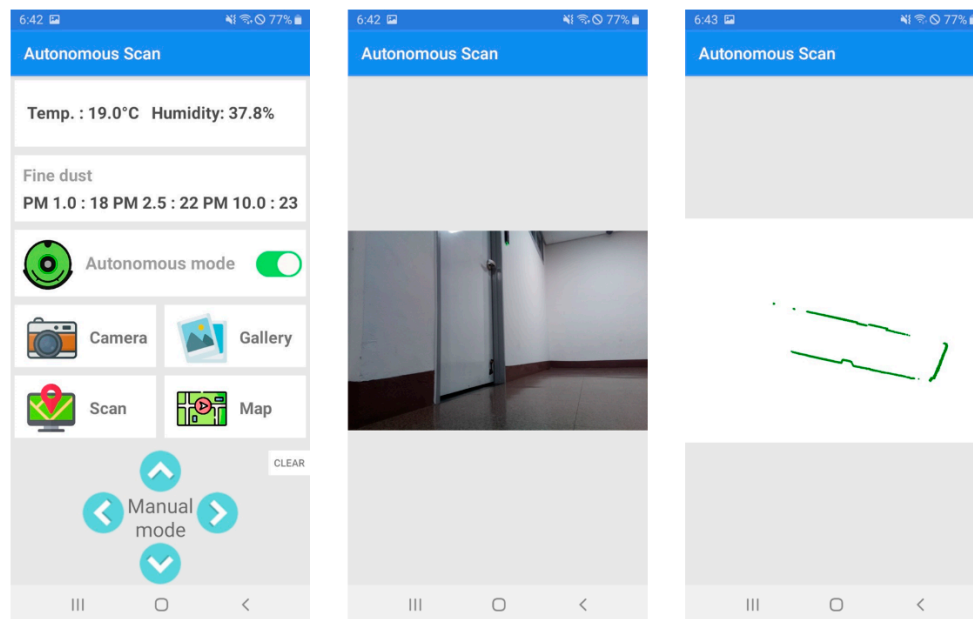 6:42 77%
Autonomous Scan
Temp. : 19.0°C Humidity: 37.8%
Fine dust
PM 1.0 : 18 PM 2.5 : 22 PM 10.0 : 23
Autonomous mode
Camera
Gallery
Scan
Map
CLEAR
Manual
mode
6:42 77%
Autonomous Scan
6:43 77%
Autonomous Scan